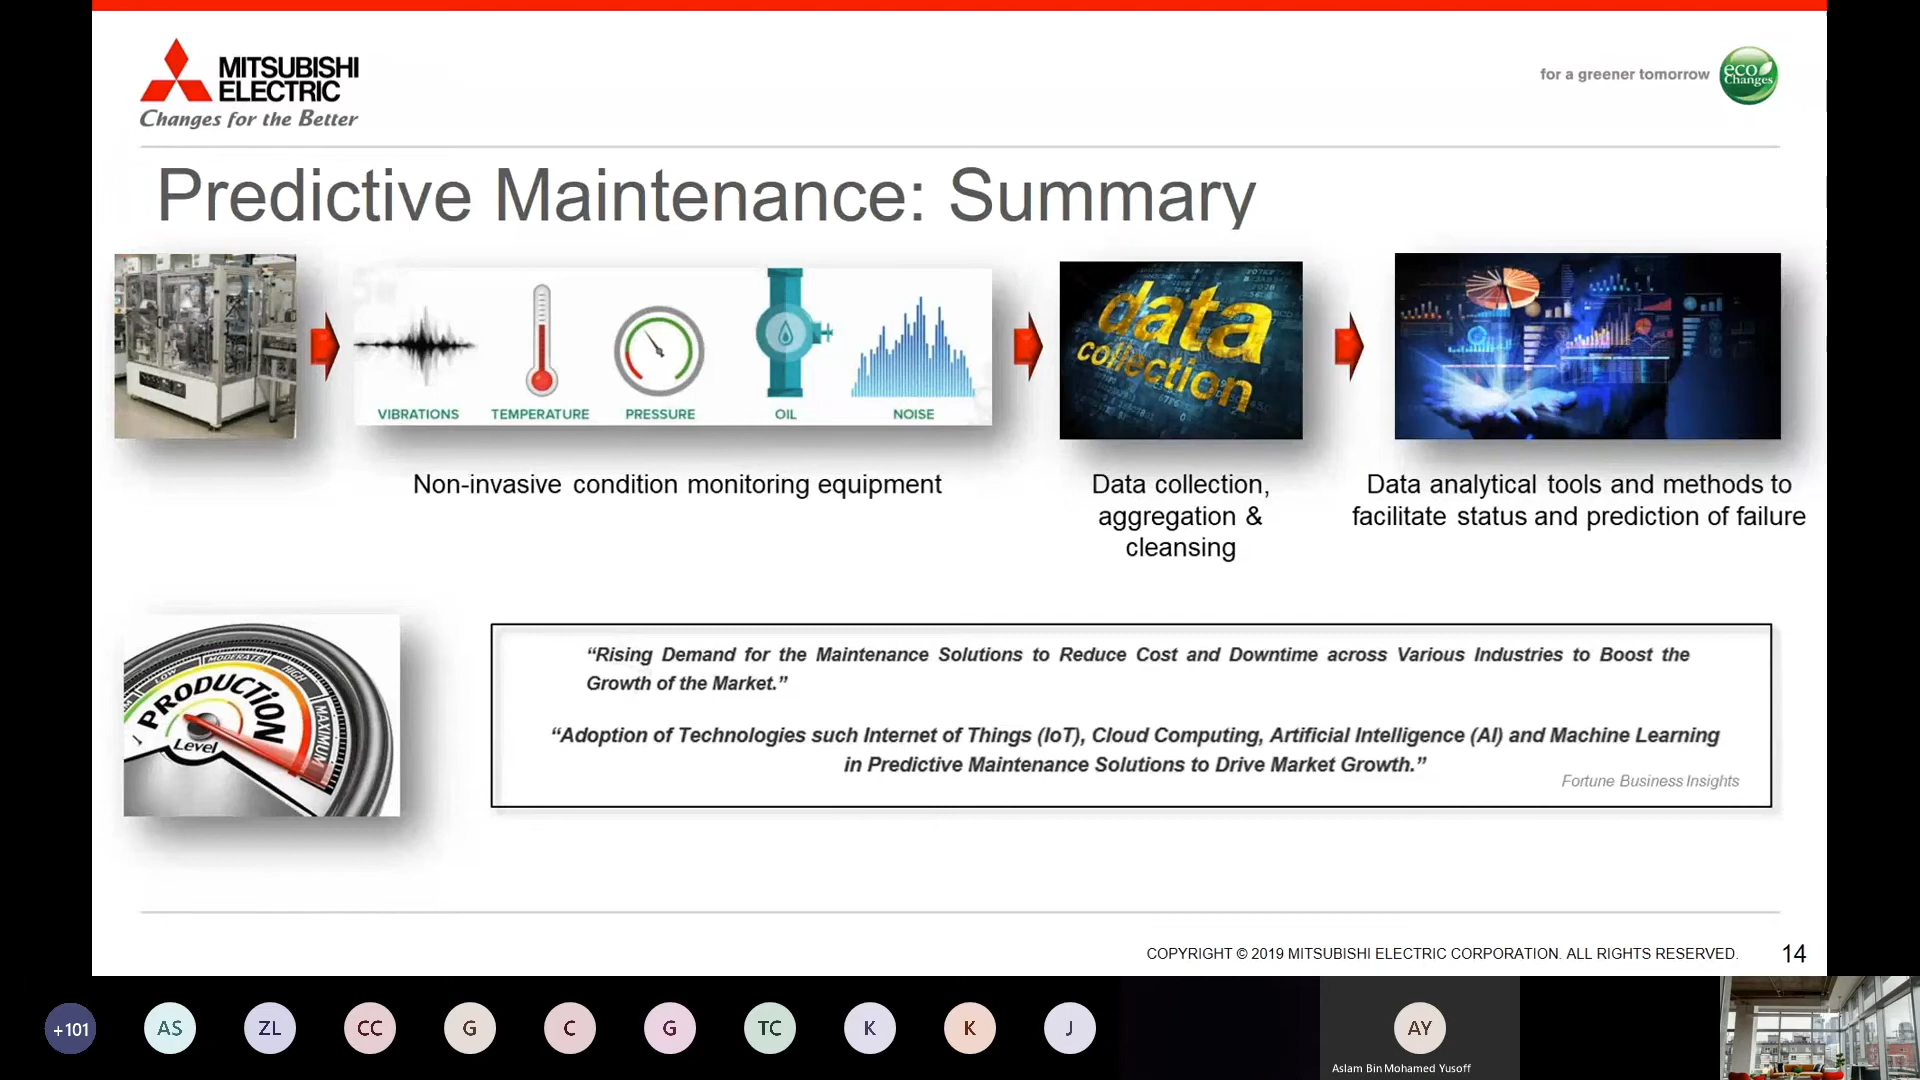 MITSUBISHI
ELECTRIC
Changes for the Better
for a greener tomorrow
eco
Changes
Predictive Maintenance: Summary
VIBRATIONS TEMPERATURE PRESSURE OIL NOISE
data
collection
Non-invasive condition monitoring equipment
Data collection,
aggregation &
cleansing
Data analytical tools and methods to
facilitate status and prediction of failure
LOW MODERATE HIGH MAXIMUM
PRODUCTiON
Level
“Rising Demand for the Maintenance Solutions to Reduce Cost and Downtime across Various Industries to Boost the
Growth of the Market.”
“Adoption of Technologies such Internet of Things (IoT), Cloud Computing, Artificial Intelligence (AI) and Machine Learning
in Predictive Maintenance Solutions to Drive Market Growth.”
Fortune Business Insights
COPYRIGHT © 2019 MITSUBISHI ELECTRIC CORPORATION. ALL RIGHTS RESERVED. 14
+101 AS ZL CC G C G TC K K J AY
Aslam Bin Mohamed Yusoff